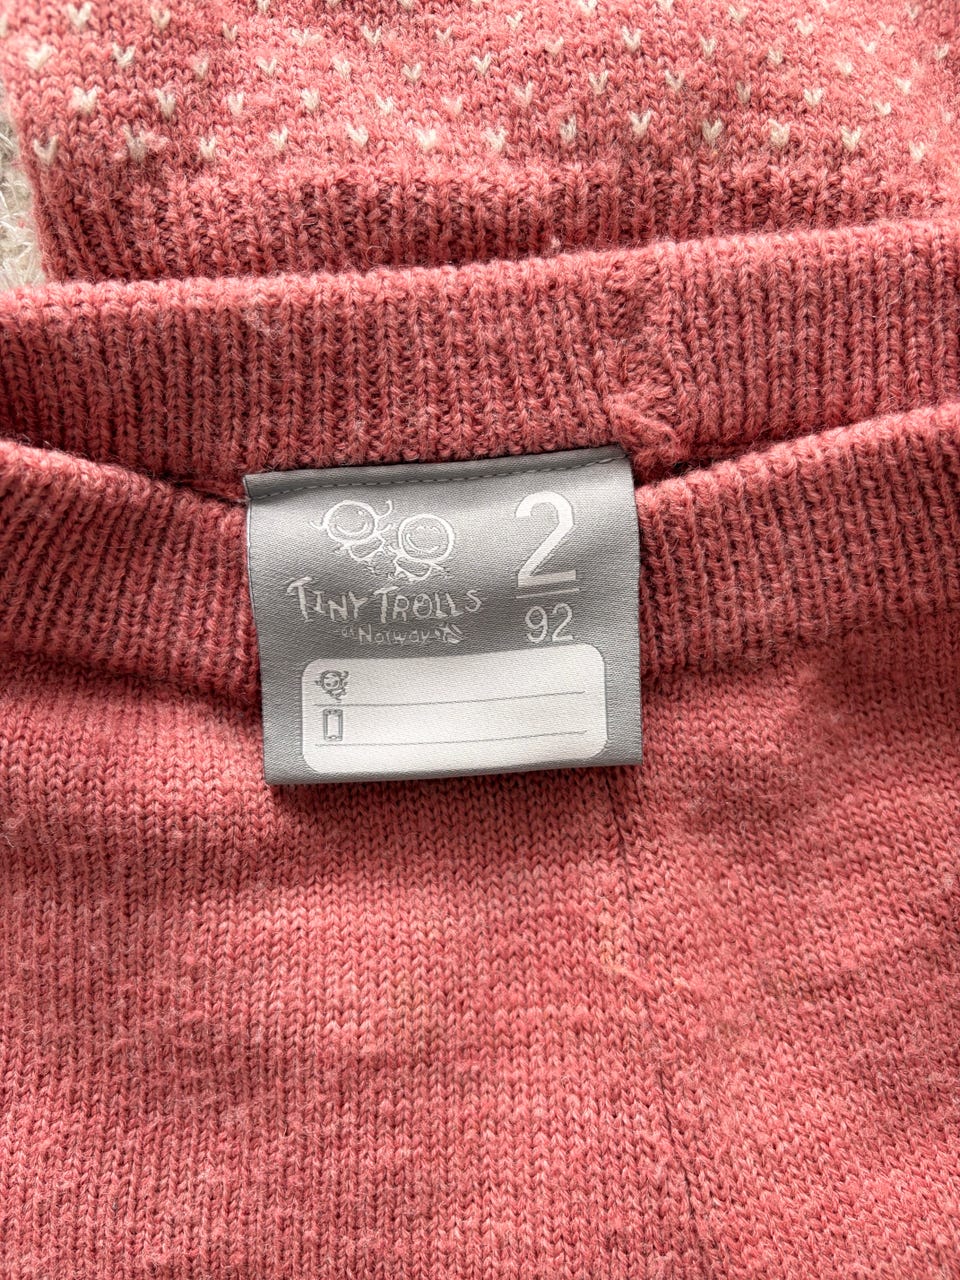 TINY TROLLS
of Norway
2
92